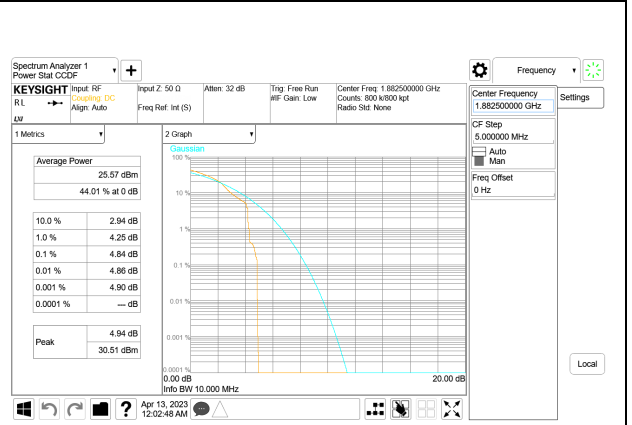 Spectrum Analyzer 1
Power Stat CCDF
Frequency
KEYSIGHT
RL
LXI
Input: RF
Coupling: DC
Align: Auto
Input Z: 50 Ω
Freq Ref: Int (S)
Atten: 32 dB
Trig: Free Run
#IF Gain: Low
Center Freq: 1.882500000 GHz
Counts: 800 k/800 kpt
Radio Std: None
Center Frequency
1.882500000 GHz
Settings
CF Step
5.000000 MHz
Auto
Man
Freq Offset
0 Hz
1 Metrics
Average Power
25.57 dBm
44.01 % at 0 dB
10.0 % 2.94 dB
1.0 % 4.25 dB
0.1 % 4.84 dB
0.01 % 4.86 dB
0.001 % 4.90 dB
0.0001 % --- dB
Peak
4.94 dB
30.51 dBm
2 Graph
Gaussian
100 %
10 %
1 %
0.1 %
0.01 %
0.001 %
0.0001 %
0.00 dB 20.00 dB
Info BW 10.000 MHz
Local
?
Apr 13, 2023
12:02:48 AM